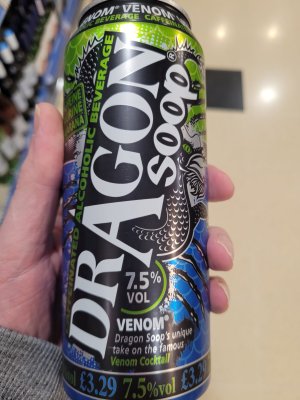 VENOM® VENOM®
BEVERAGE CAFFEINA
CAFFEINATED ALCOHOLIC BEVERAGE
DRAGON
Soop®
7.5%
VOL
VENOM®
Dragon Soop's unique
take on the famous
Venom Cocktail
£3.29 7.5%vol £3.29